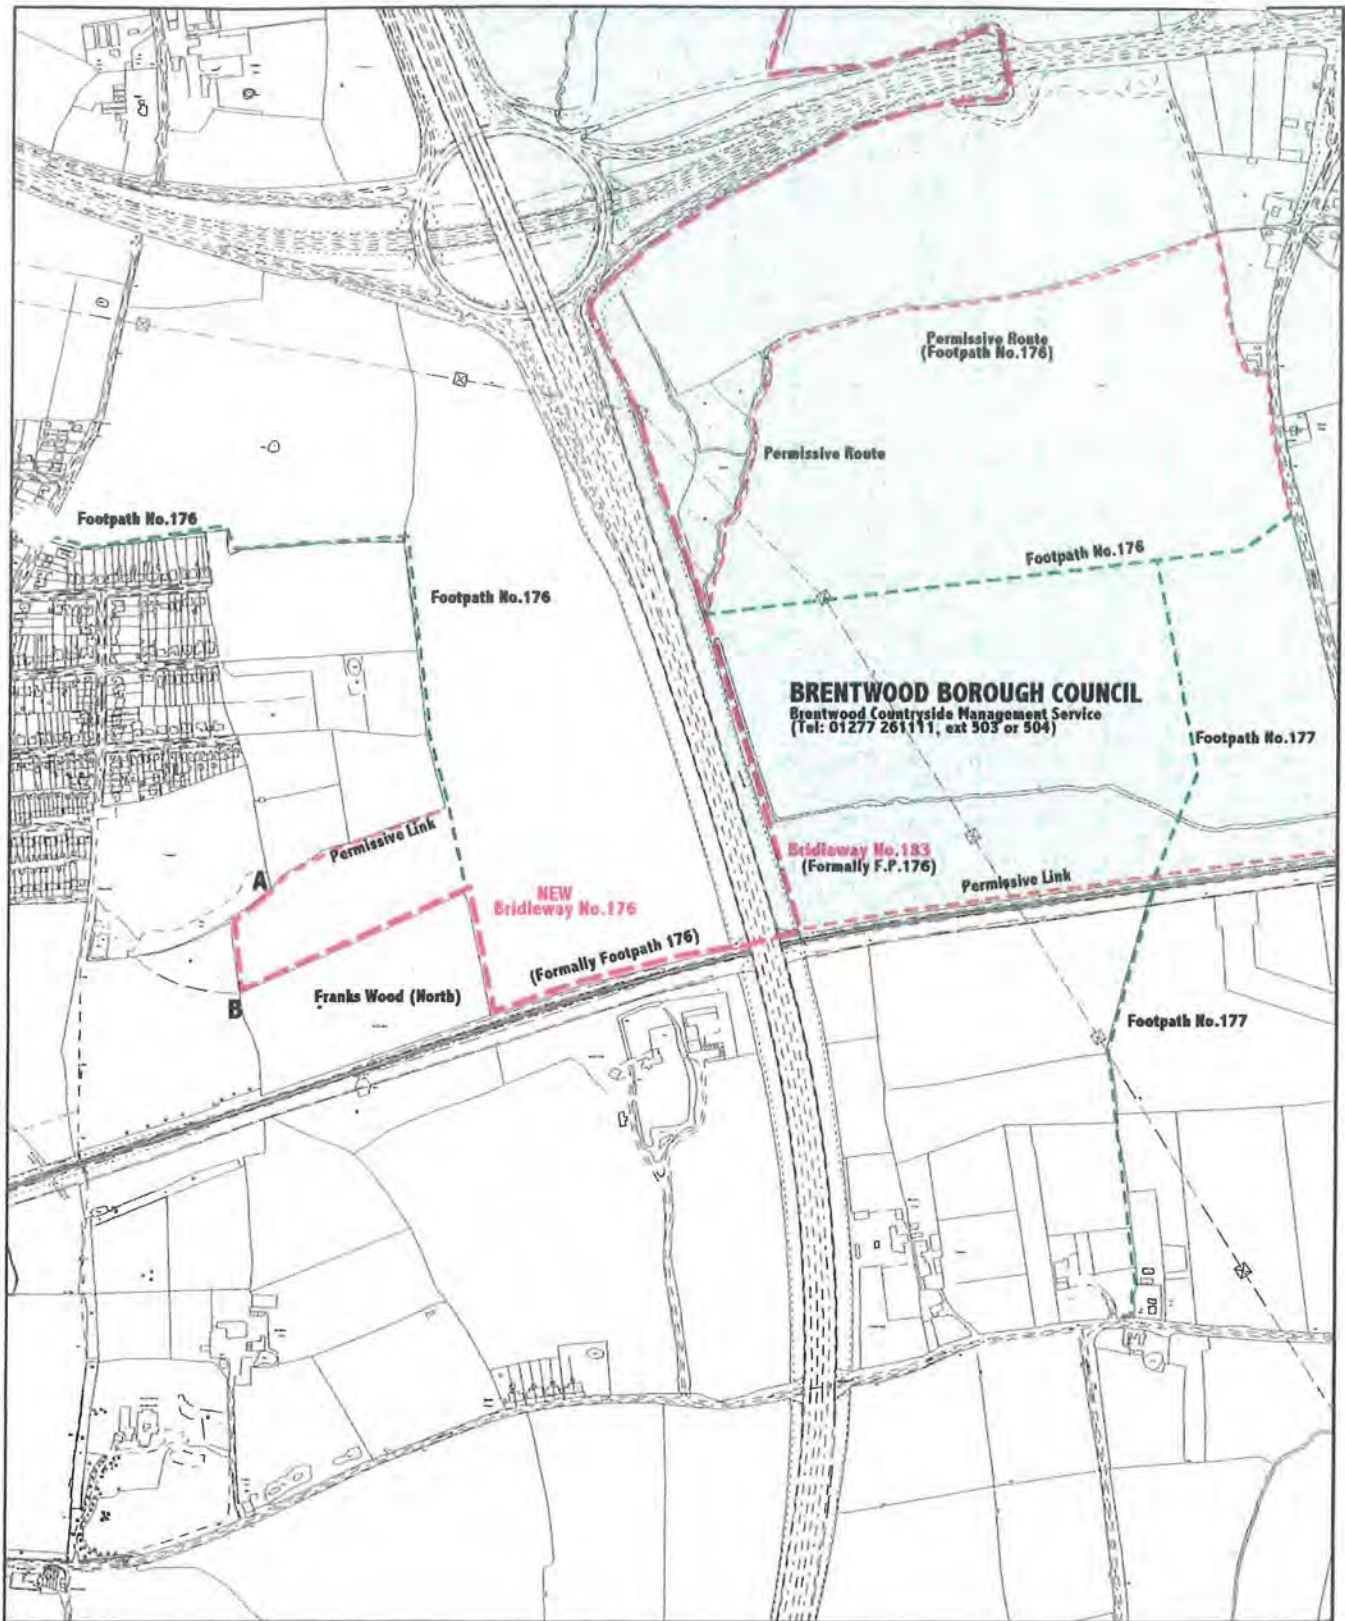 Permissive Route
(Footpath No.176)
Permissive Route
Footpath No.176
Footpath No.176
Footpath No.176
BRENTWOOD BOROUGH COUNCIL
Brentwood Countryside Management Service
(Tel: 01277 261111, ext 503 or 504)
Footpath No.177
Permissive Link
A
Bridleway No.183
(Formally F.P.176)
Permissive Link
NEW
Bridleway No.176
(Formally Footpath 176)
Franks Wood (North)
B
Footpath No.177